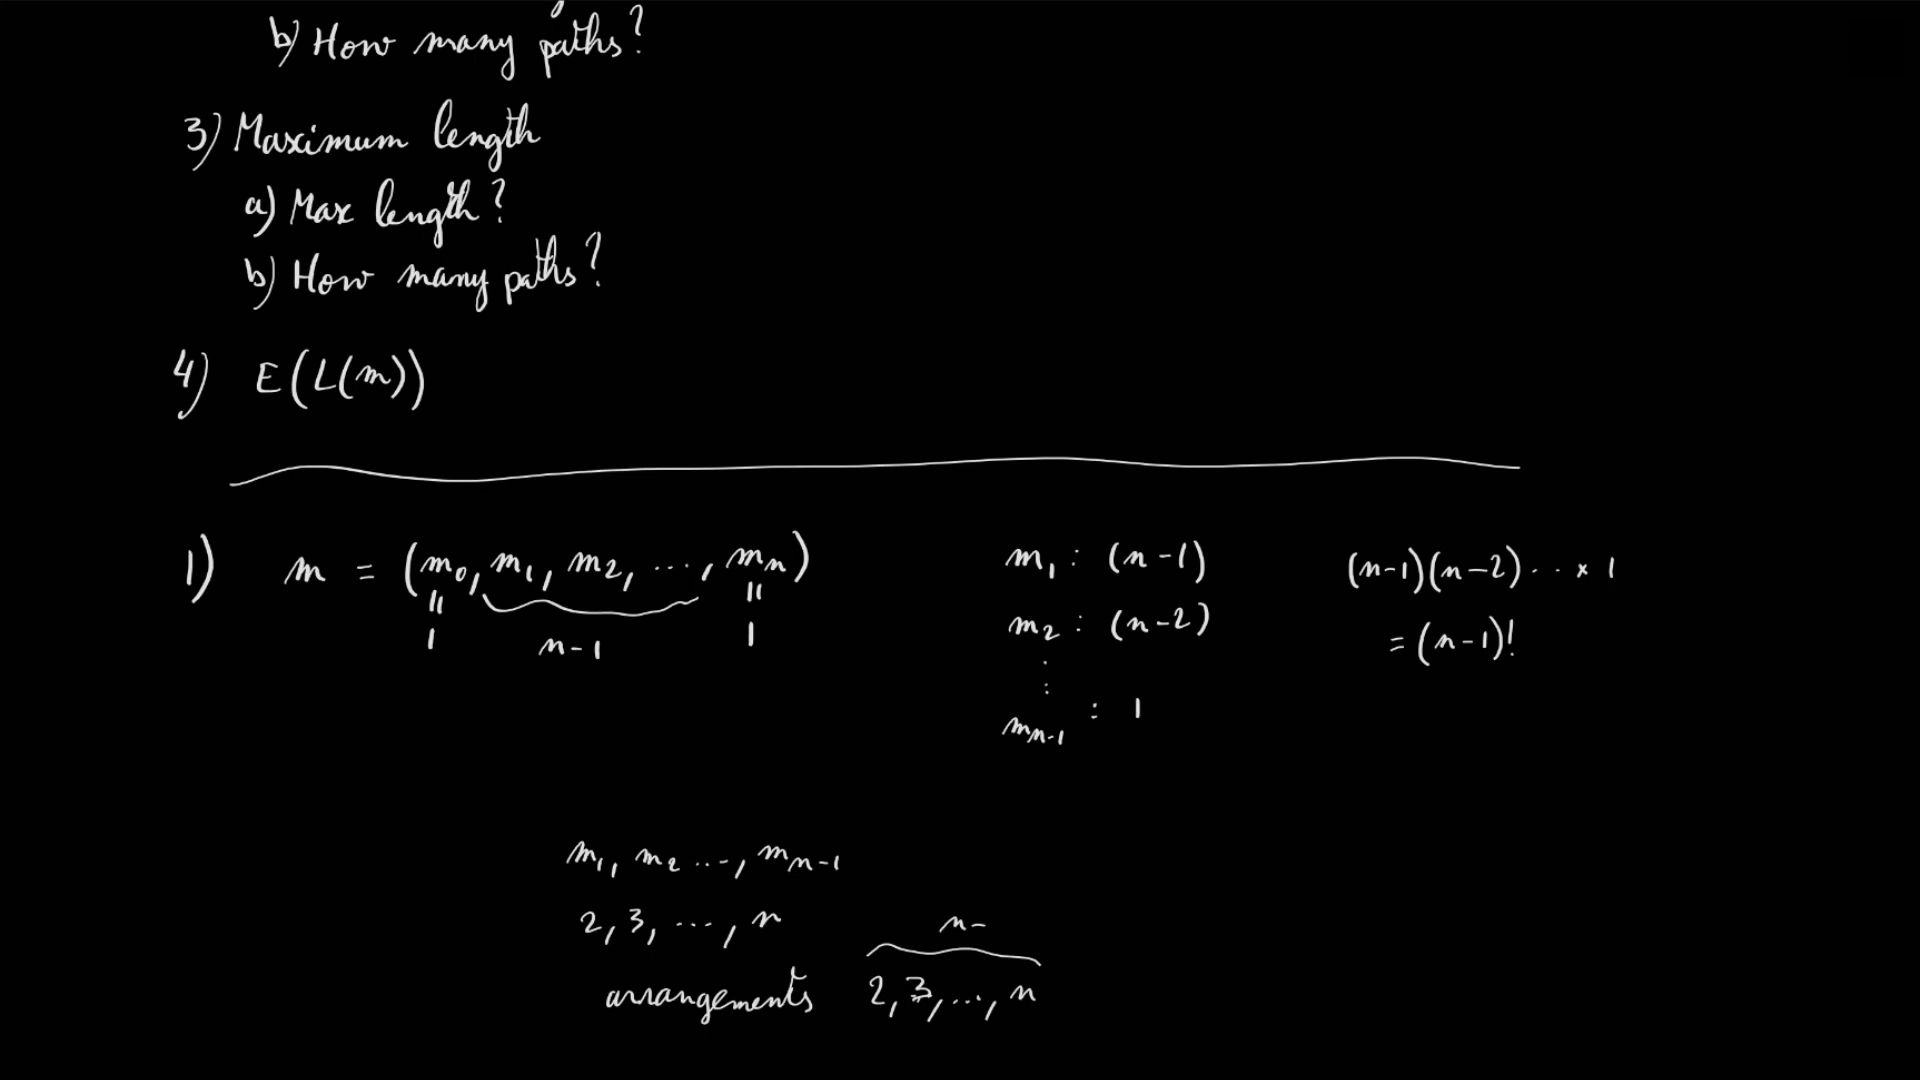 b) How many paths?
3) Maximum length
a) Max length?
b) How many paths?
4) E(L(m))
1) m = (m₀, m₁, m₂, ..., mₙ)
m₁ : (n-1)
(n-1)(n-2)... × 1
=(n-1)!
m₂ : (n-2)
॥ ॥
1 n-1 1
:
mₙ₋₁ : 1
m₁, m₂ ..., mₙ₋₁
2, 3, ..., n
n-
arrangements 2, 3, ..., n